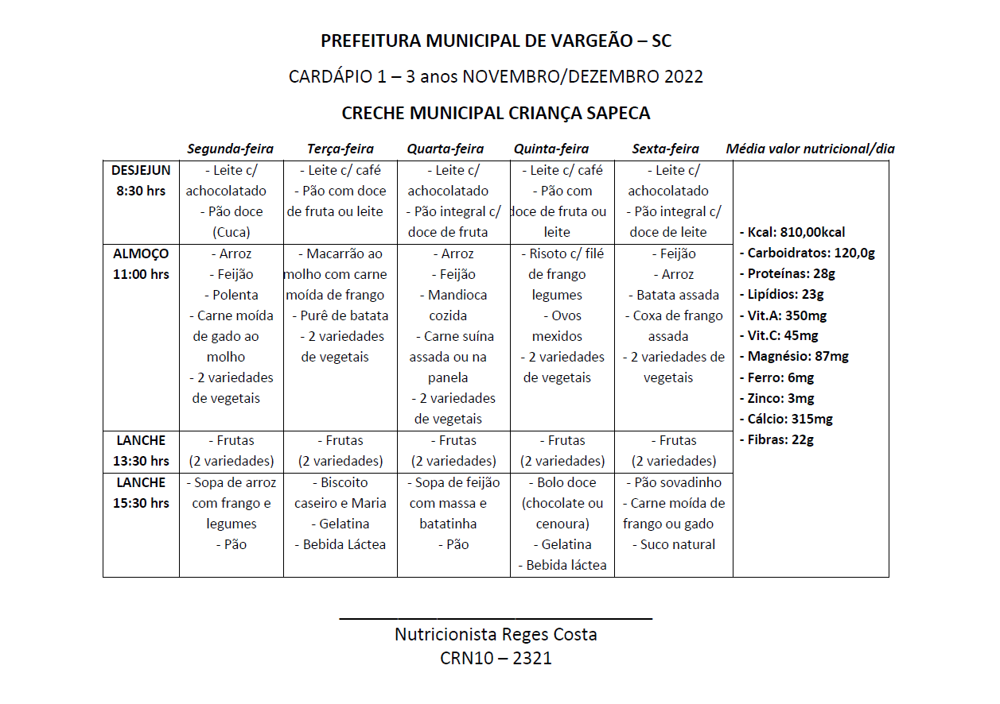 PREFEITURA MUNICIPAL DE VARGEÃO – SC
CARDÁPIO 1 – 3 anos NOVEMBRO/DEZEMBRO 2022
CRECHE MUNICIPAL CRIANÇA SAPECA
Segunda-feira Terça-feira Quarta-feira Quinta-feira Sexta-feira Média valor nutricional/dia
DESJEJUN
8:30 hrs
- Leite c/
achocolatado
- Pão doce
(Cuca)
- Leite c/ café
- Pão com doce
de fruta ou leite
- Leite c/
achocolatado
- Pão integral c/
doce de fruta
- Leite c/ café
- Pão com
doce de fruta ou
leite
- Leite c/
achocolatado
- Pão integral c/
doce de leite
ALMOÇO
11:00 hrs
- Arroz
- Feijão
- Polenta
- Carne moída
de gado ao
molho
- 2 variedades
de vegetais
- Macarrão ao
molho com carne
moída de frango
- Purê de batata
- 2 variedades
de vegetais
- Arroz
- Feijão
- Mandioca
cozida
- Carne suína
assada ou na
panela
- 2 variedades
de vegetais
- Risoto c/ filé
de frango
legumes
- Ovos
mexidos
- 2 variedades
de vegetais
- Feijão
- Arroz
- Batata assada
- Coxa de frango
assada
- 2 variedades de
vegetais
LANCHE
13:30 hrs
- Frutas
(2 variedades)
- Frutas
(2 variedades)
- Frutas
(2 variedades)
- Frutas
(2 variedades)
- Frutas
(2 variedades)
LANCHE
15:30 hrs
- Sopa de arroz
com frango e
legumes
- Pão
- Biscoito
caseiro e Maria
- Gelatina
- Bebida Láctea
- Sopa de feijão
com massa e
batatinha
- Pão
- Bolo doce
(chocolate ou
cenoura)
- Gelatina
- Bebida láctea
- Pão sovadinho
- Carne moída de
frango ou gado
- Suco natural
- Kcal: 810,00kcal
- Carboidratos: 120,0g
- Proteínas: 28g
- Lipídios: 23g
- Vit.A: 350mg
- Vit.C: 45mg
- Magnésio: 87mg
- Ferro: 6mg
- Zinco: 3mg
- Cálcio: 315mg
- Fibras: 22g
Nutricionista Reges Costa
CRN10 – 2321